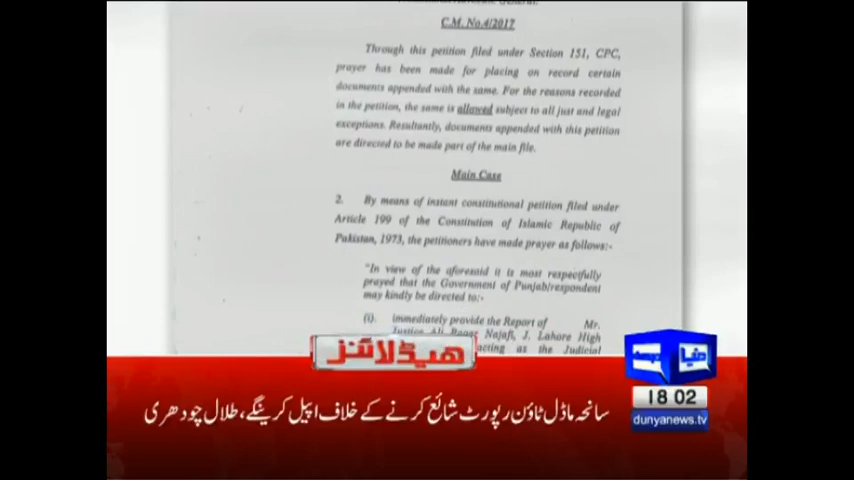 C.M. No.4/2017
Through this petition filed under Section 151, CPC,
prayer has been made for placing on record certain
documents appended with the same. For the reasons recorded
in the petition, the same is allowed subject to all just and legal
exceptions. Resultantly, documents appended with this petition
are directed to be made part of the main file.
Main Case
2. By means of instant constitutional petition filed under
Article 199 of the Constitution of Islamic Republic of
Pakistan, 1973, the petitioners have made prayer as follows:-
"In view of the aforesaid it is most respectfully
prayed that the Government of Punjab/respondent
may kindly be directed to:-
(i). immediately provide the Report of Mr.
Justice Ali Baqar Najafi, J. Lahore High
acting as the Judicial
ہیڈلائنز
دنیا
18 02
dunyanews.tv
سانحہ ماڈل ٹاؤن رپورٹ شائع کرنے کے خلاف اپیل کرینگے، طلال چودھری